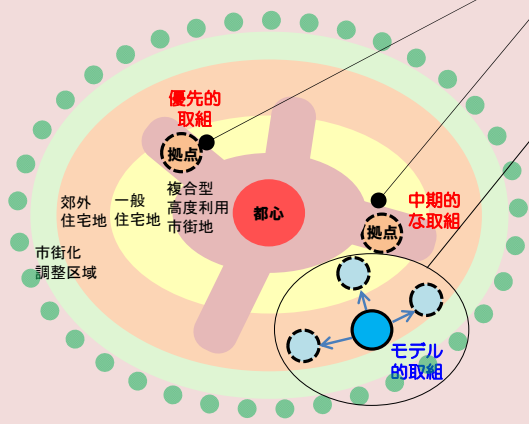 優先的
取組
拠点
複合型
高度利用
市街地
一般
住宅地
郊外
住宅地
市街化
調整区域
都心
中期的
な取組
拠点
モデル
的取組